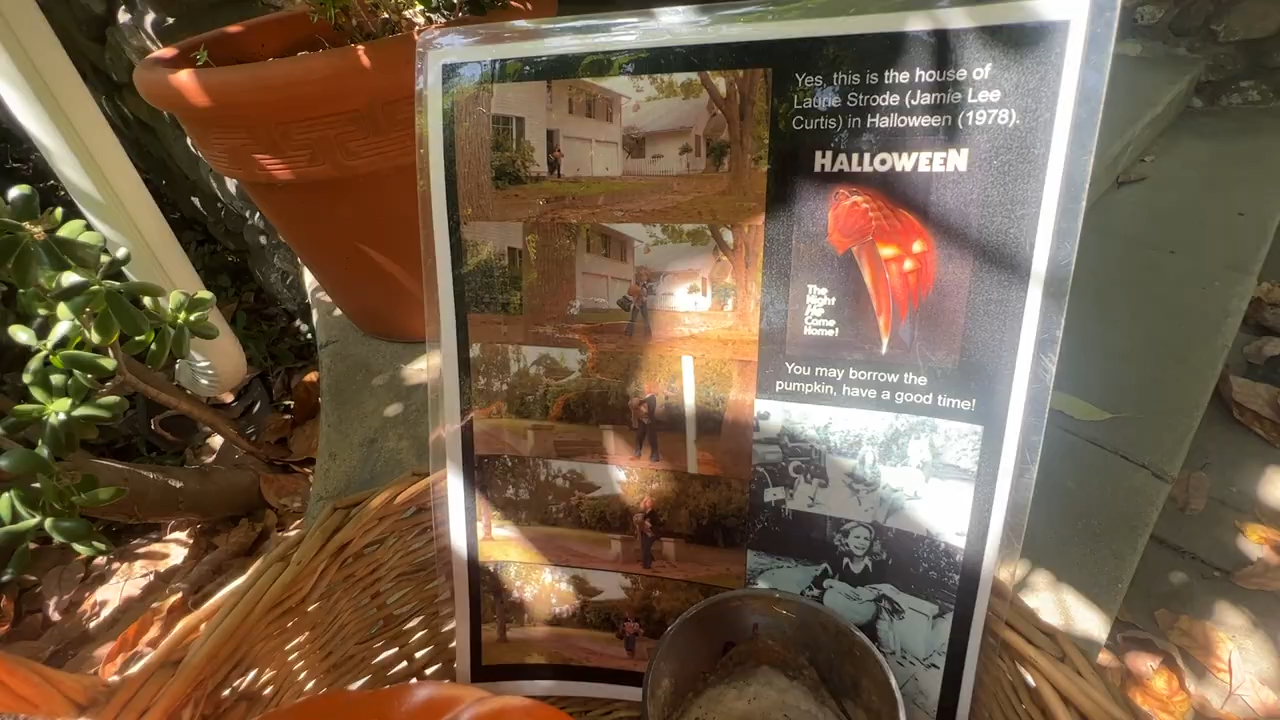 Yes, this is the house of
Laurie Strode (Jamie Lee
Curtis) in Halloween (1978).
HALLOWEEN
The
Night
He
Came
Home!
You may borrow the
pumpkin, have a good time!